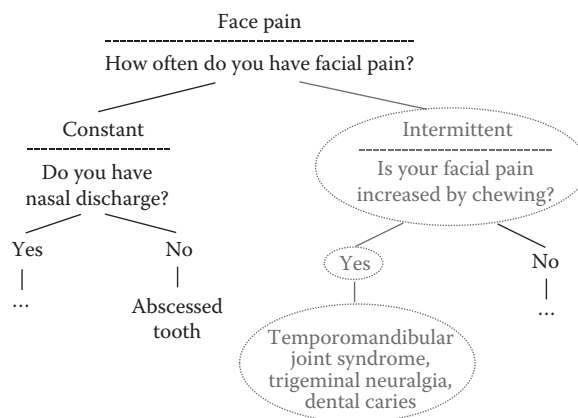 Face pain
How often do you have facial pain?
Constant
Do you have
nasal discharge?
Yes
...
No
Abscessed
tooth
Intermittent
Is your facial pain
increased by chewing?
Yes
Temporomandibular
joint syndrome,
trigeminal neuralgia,
dental caries
No
...